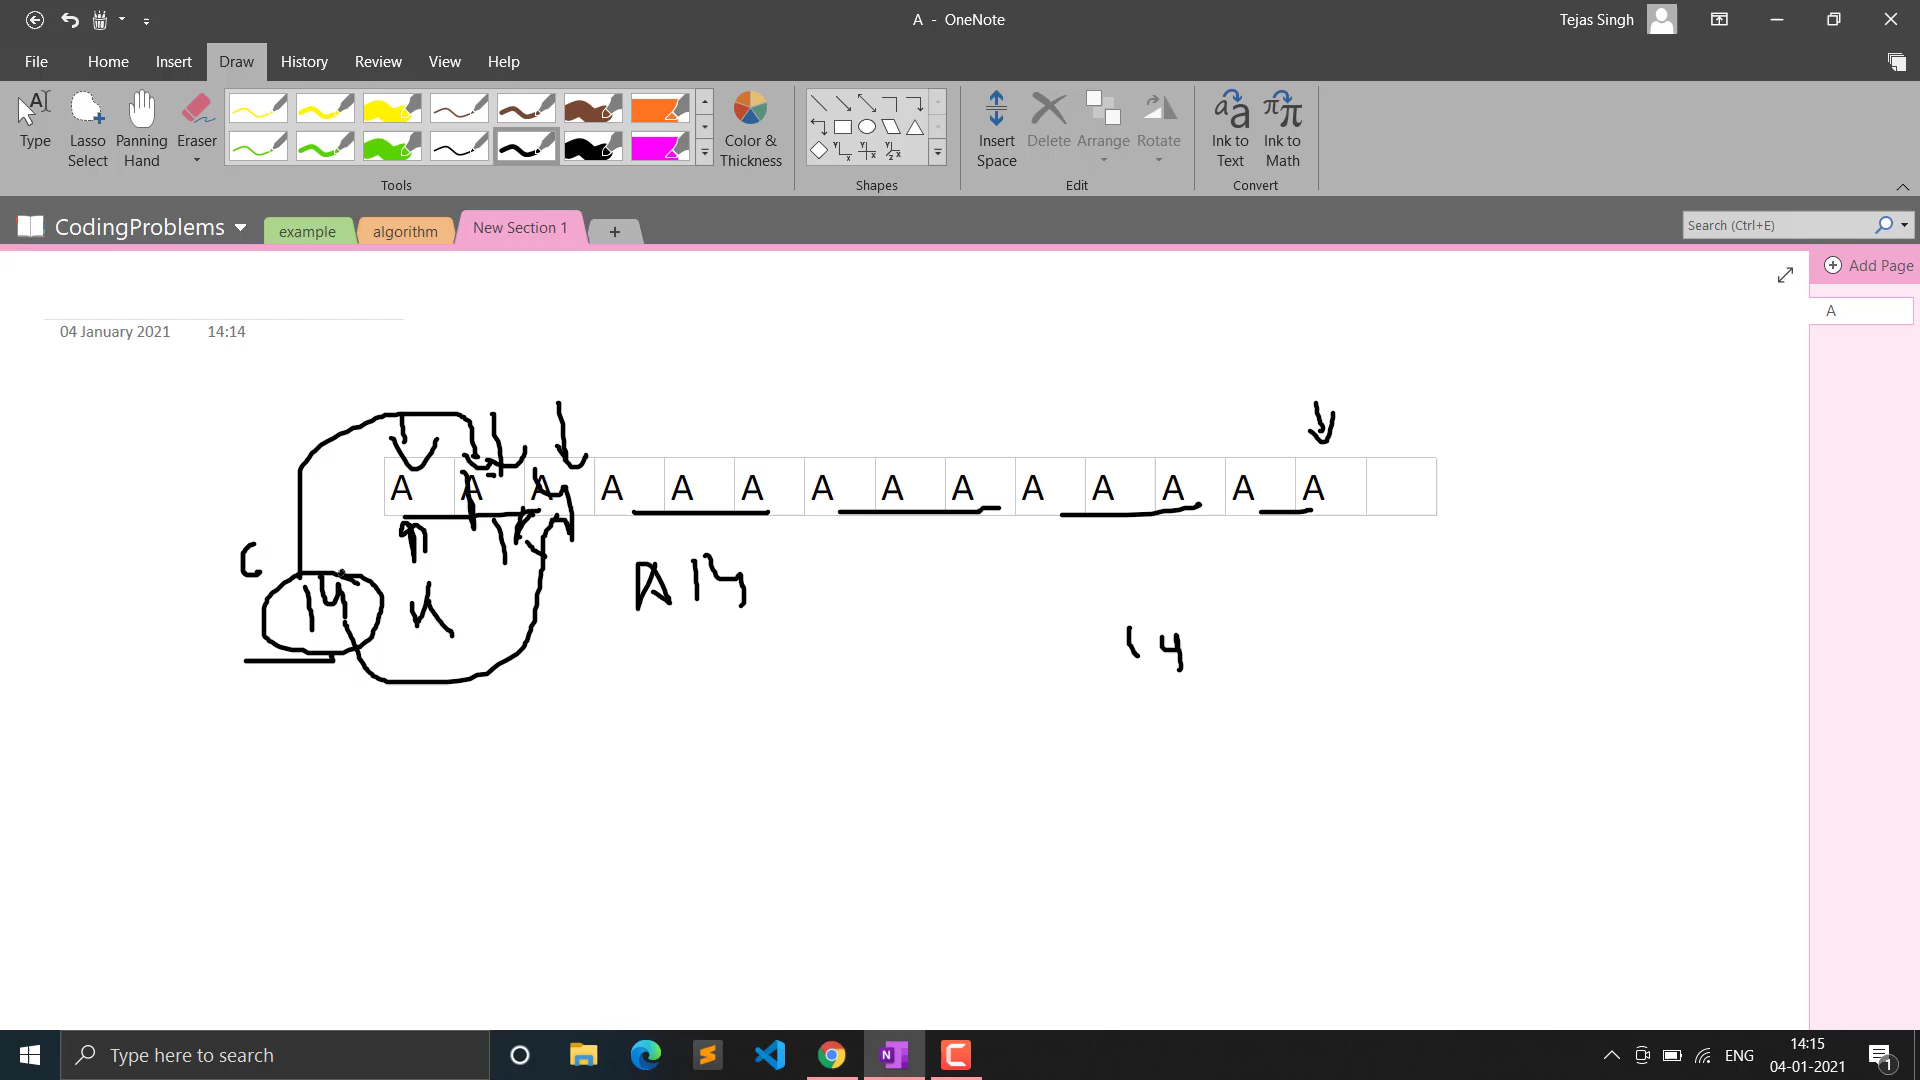 A - OneNote
Tejas Singh
File Home Insert Draw History Review View Help
Type Lasso Select Panning Hand Eraser Color & Thickness Insert Space Delete Arrange Rotate Ink to Text Ink to Math
Tools Shapes Edit Convert
CodingProblems example algorithm New Section 1 + Search (Ctrl+E)
Add Page
A
04 January 2021 14:14
A A A A A A A A A A A A A A
C
14
A 14
14
Type here to search
ENG
14:15
04-01-2021
1